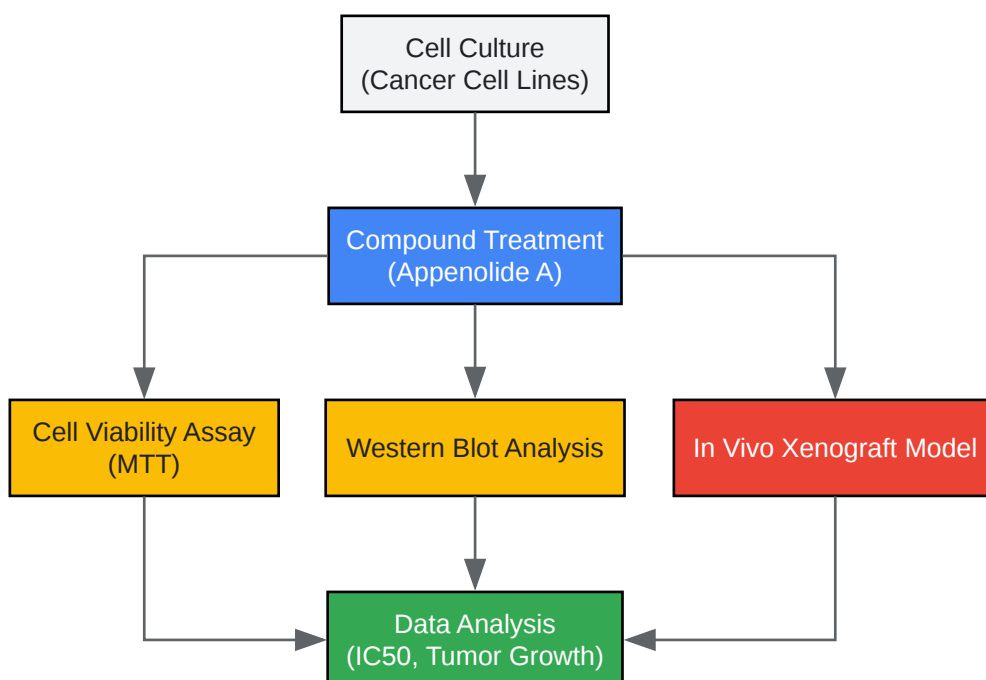 Cell Culture
(Cancer Cell Lines)
Compound Treatment
(Appenolide A)
Cell Viability Assay
(MTT)
Western Blot Analysis
In Vivo Xenograft Model
Data Analysis
(IC50, Tumor Growth)